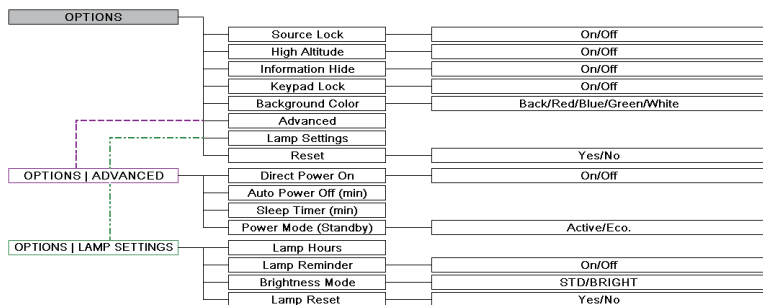 OPTIONS
Source Lock On/Off
High Altitude On/Off
Information Hide On/Off
Keypad Lock On/Off
Background Color Back/Red/Blue/Green/White
Advanced
Lamp Settings
Reset Yes/No
OPTIONS | ADVANCED Direct Power On On/Off
Auto Power Off (min)
Sleep Timer (min)
Power Mode (Standby) Active/Eco.
OPTIONS | LAMP SETTINGS Lamp Hours
Lamp Reminder On/Off
Brightness Mode STD/BRIGHT
Lamp Reset Yes/No